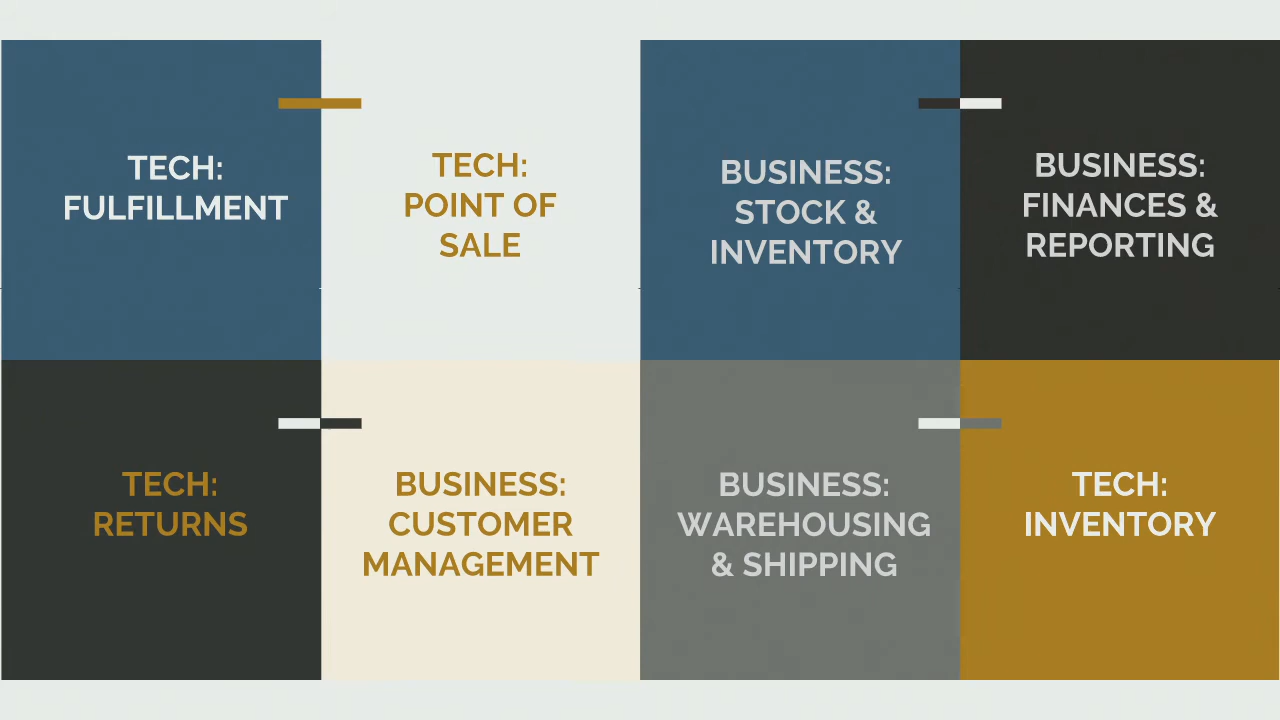 TECH:
FULFILLMENT
TECH:
POINT OF
SALE
BUSINESS:
STOCK &
INVENTORY
BUSINESS:
FINANCES &
REPORTING
TECH:
RETURNS
BUSINESS:
CUSTOMER
MANAGEMENT
BUSINESS:
WAREHOUSING
& SHIPPING
TECH:
INVENTORY